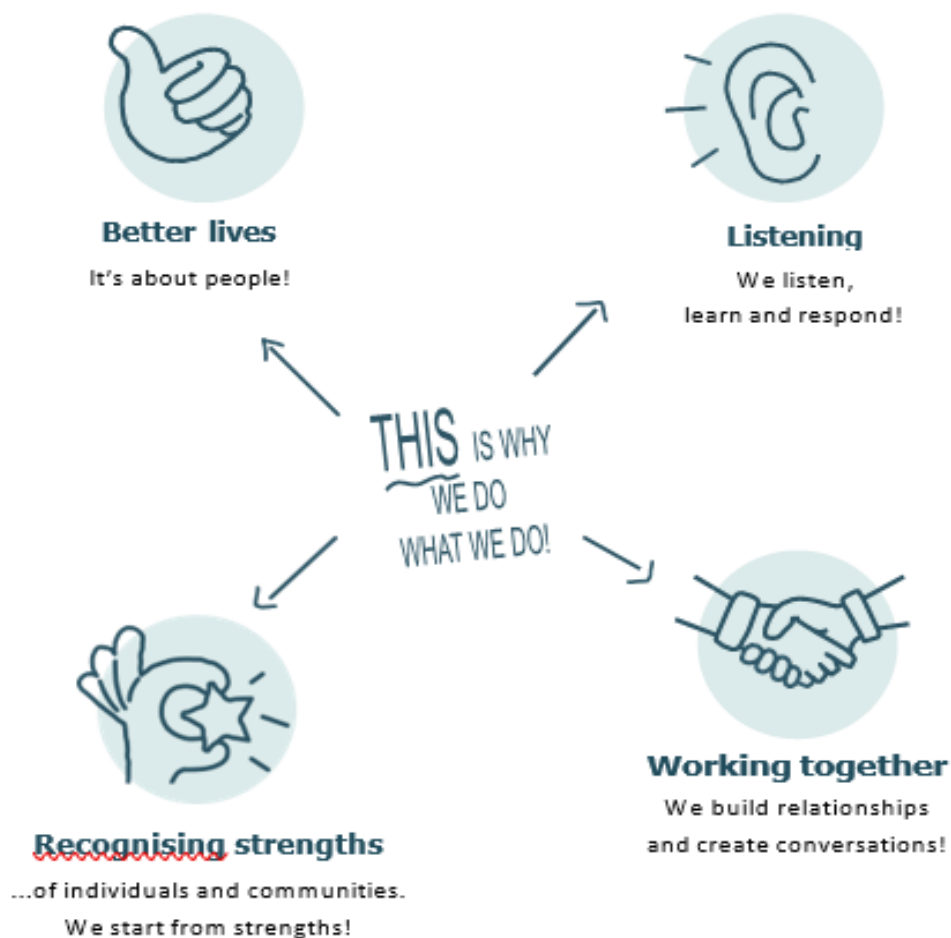 Better lives
It's about people!
Listening
We listen,
learn and respond!
THIS IS WHY
WE DO
WHAT WE DO!
Recognising strengths
...of individuals and communities.
We start from strengths!
Working together
We build relationships
and create conversations!